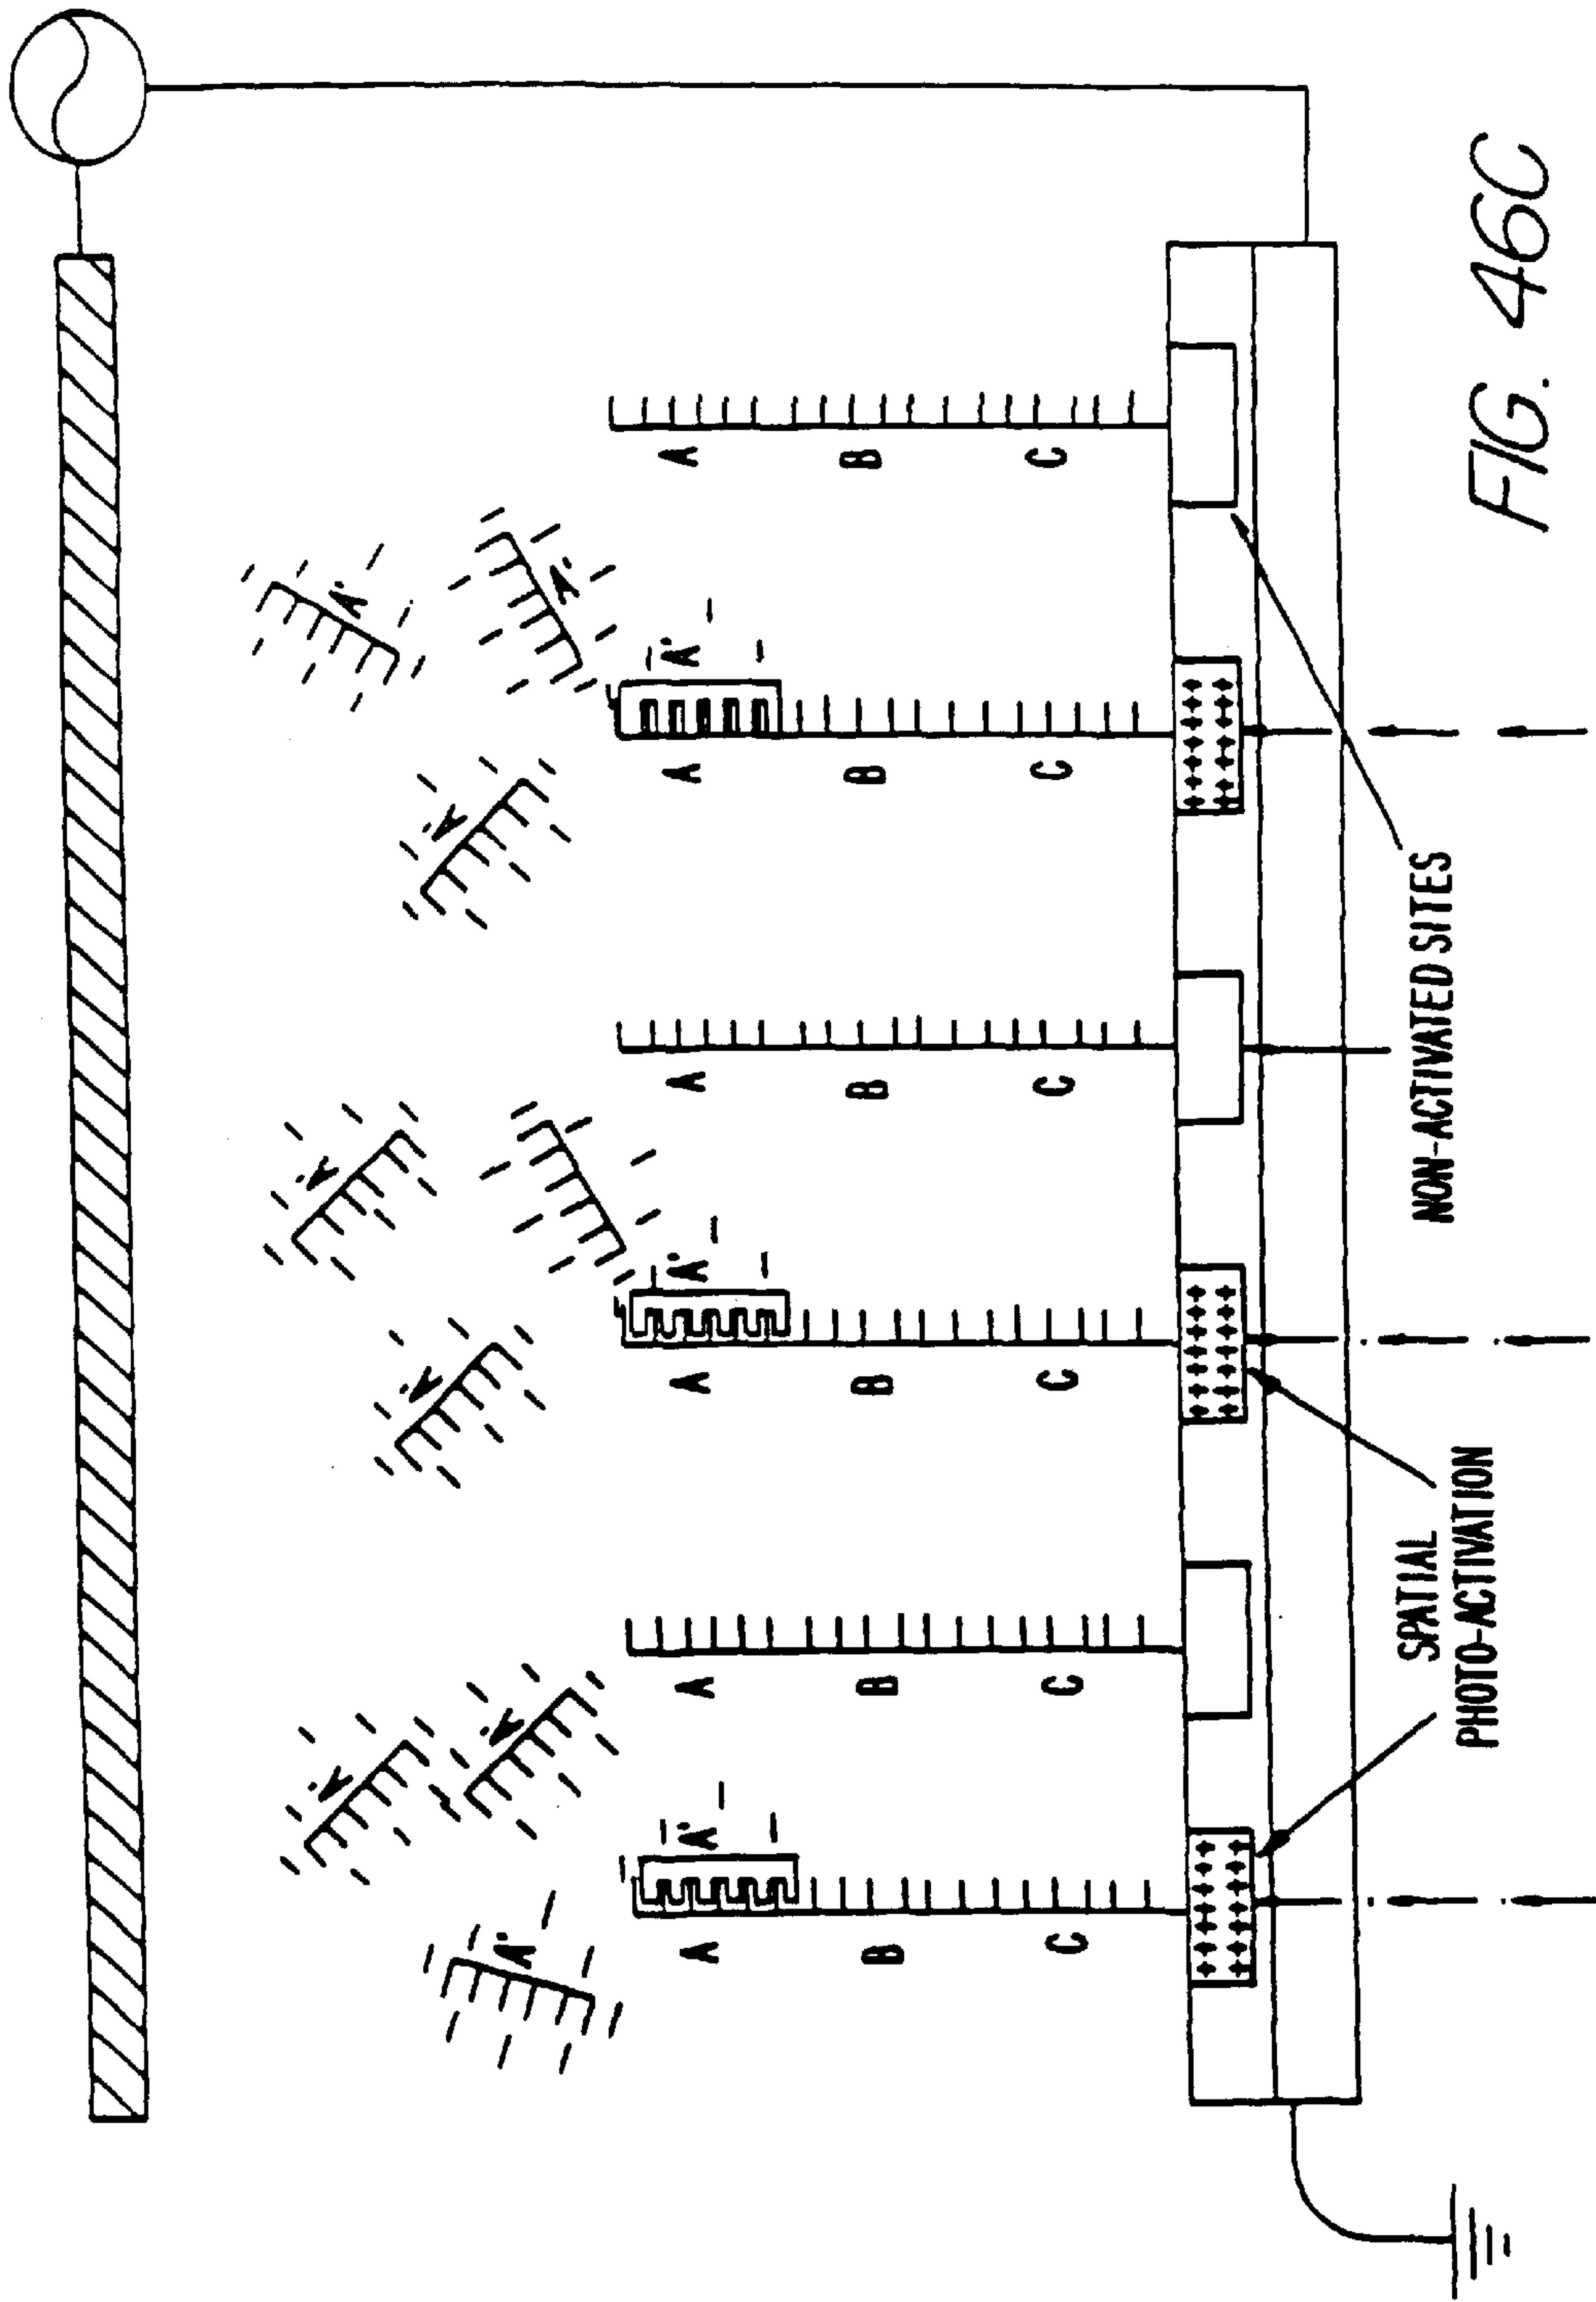 A'
A'
A'
A'
A'
A'
A'
A'
A A' A A A' A A A' A
B B B B B B
C C C C C C
SPATIAL
PHOTO-ACTIVATION
NON-ACTIVATED SITES
FIG. 46C